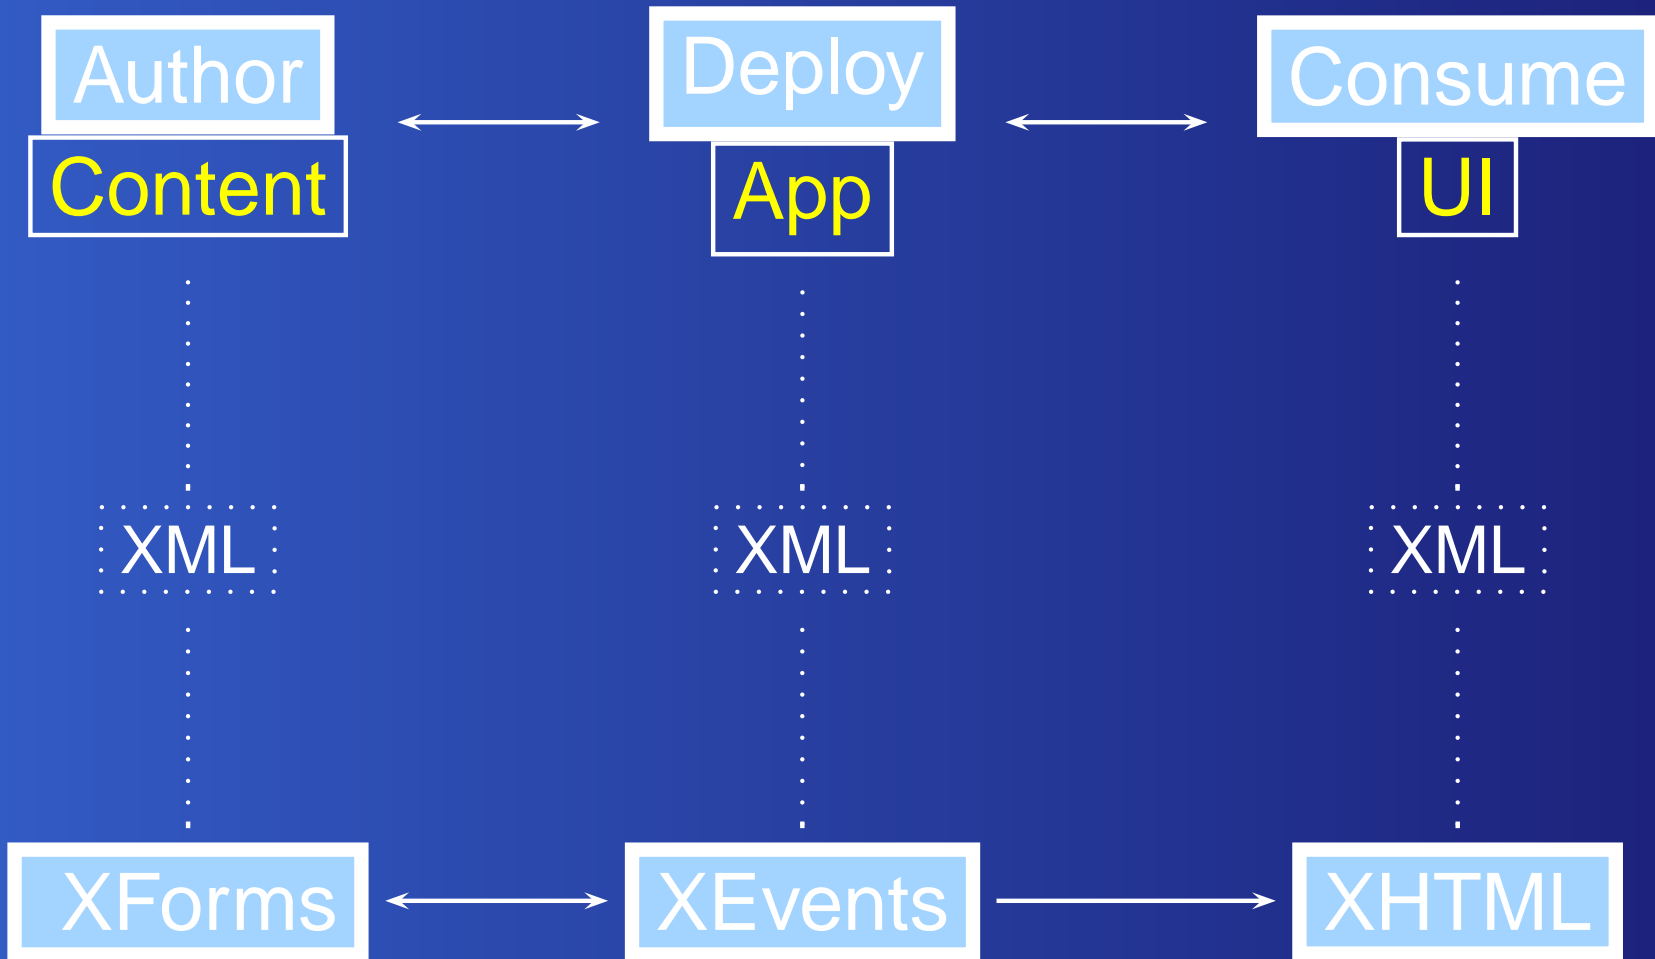 Author
Deploy
Consume
Content
App
UI
XML
XML
XML
XForms
XEvents
XHTML